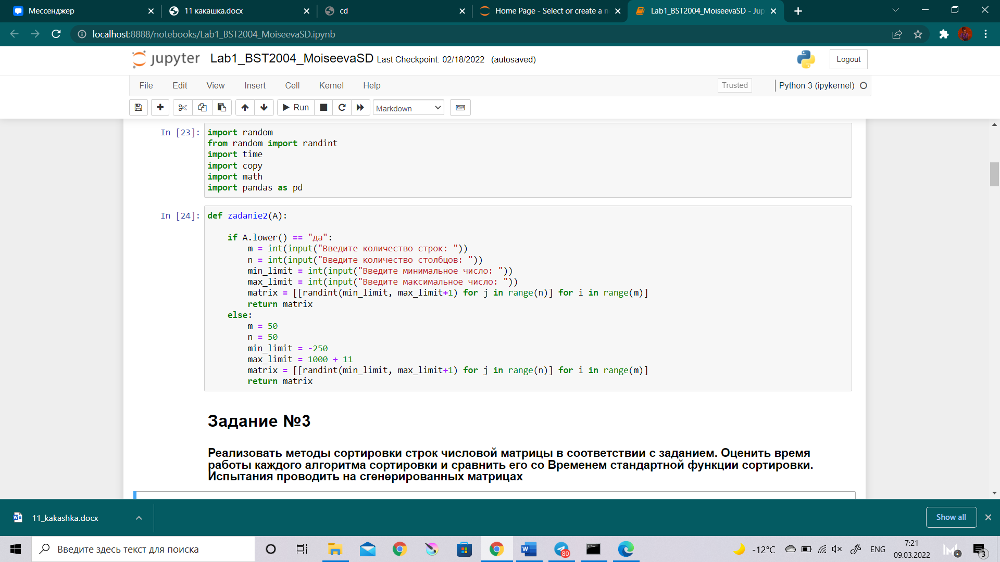 Мессенджер
11 какашка.docx
cd
Home Page - Select or create a n
Lab1_BST2004_MoiseevaSD - Jup
localhost:8888/notebooks/Lab1_BST2004_MoiseevaSD.ipynb
jupyter Lab1_BST2004_MoiseevaSD Last Checkpoint: 02/18/2022 (autosaved)
Logout
File Edit View Insert Cell Kernel Help
Trusted
Python 3 (ipykernel)
Run
Markdown
In [23]:
import random
from random import randint
import time
import copy
import math
import pandas as pd
In [24]:
def zadanie2(A):
    if A.lower() == "да":
        m = int(input("Введите количество строк: "))
        n = int(input("Введите количество столбцов: "))
        min_limit = int(input("Введите минимальное число: "))
        max_limit = int(input("Введите максимальное число: "))
        matrix = [[randint(min_limit, max_limit+1) for j in range(n)] for i in range(m)]
        return matrix
    else:
        m = 50
        n = 50
        min_limit = -250
        max_limit = 1000 + 11
        matrix = [[randint(min_limit, max_limit+1) for j in range(n)] for i in range(m)]
        return matrix
Задание №3
Реализовать методы сортировки строк числовой матрицы в соответствии с заданием. Оценить время
работы каждого алгоритма сортировки и сравнить его со Временем стандартной функции сортировки.
Испытания проводить на сгенерированных матрицах
11_kakashka.docx
Show all
Введите здесь текст для поиска
80
-12°C
ENG
7:21
09.03.2022
2
3